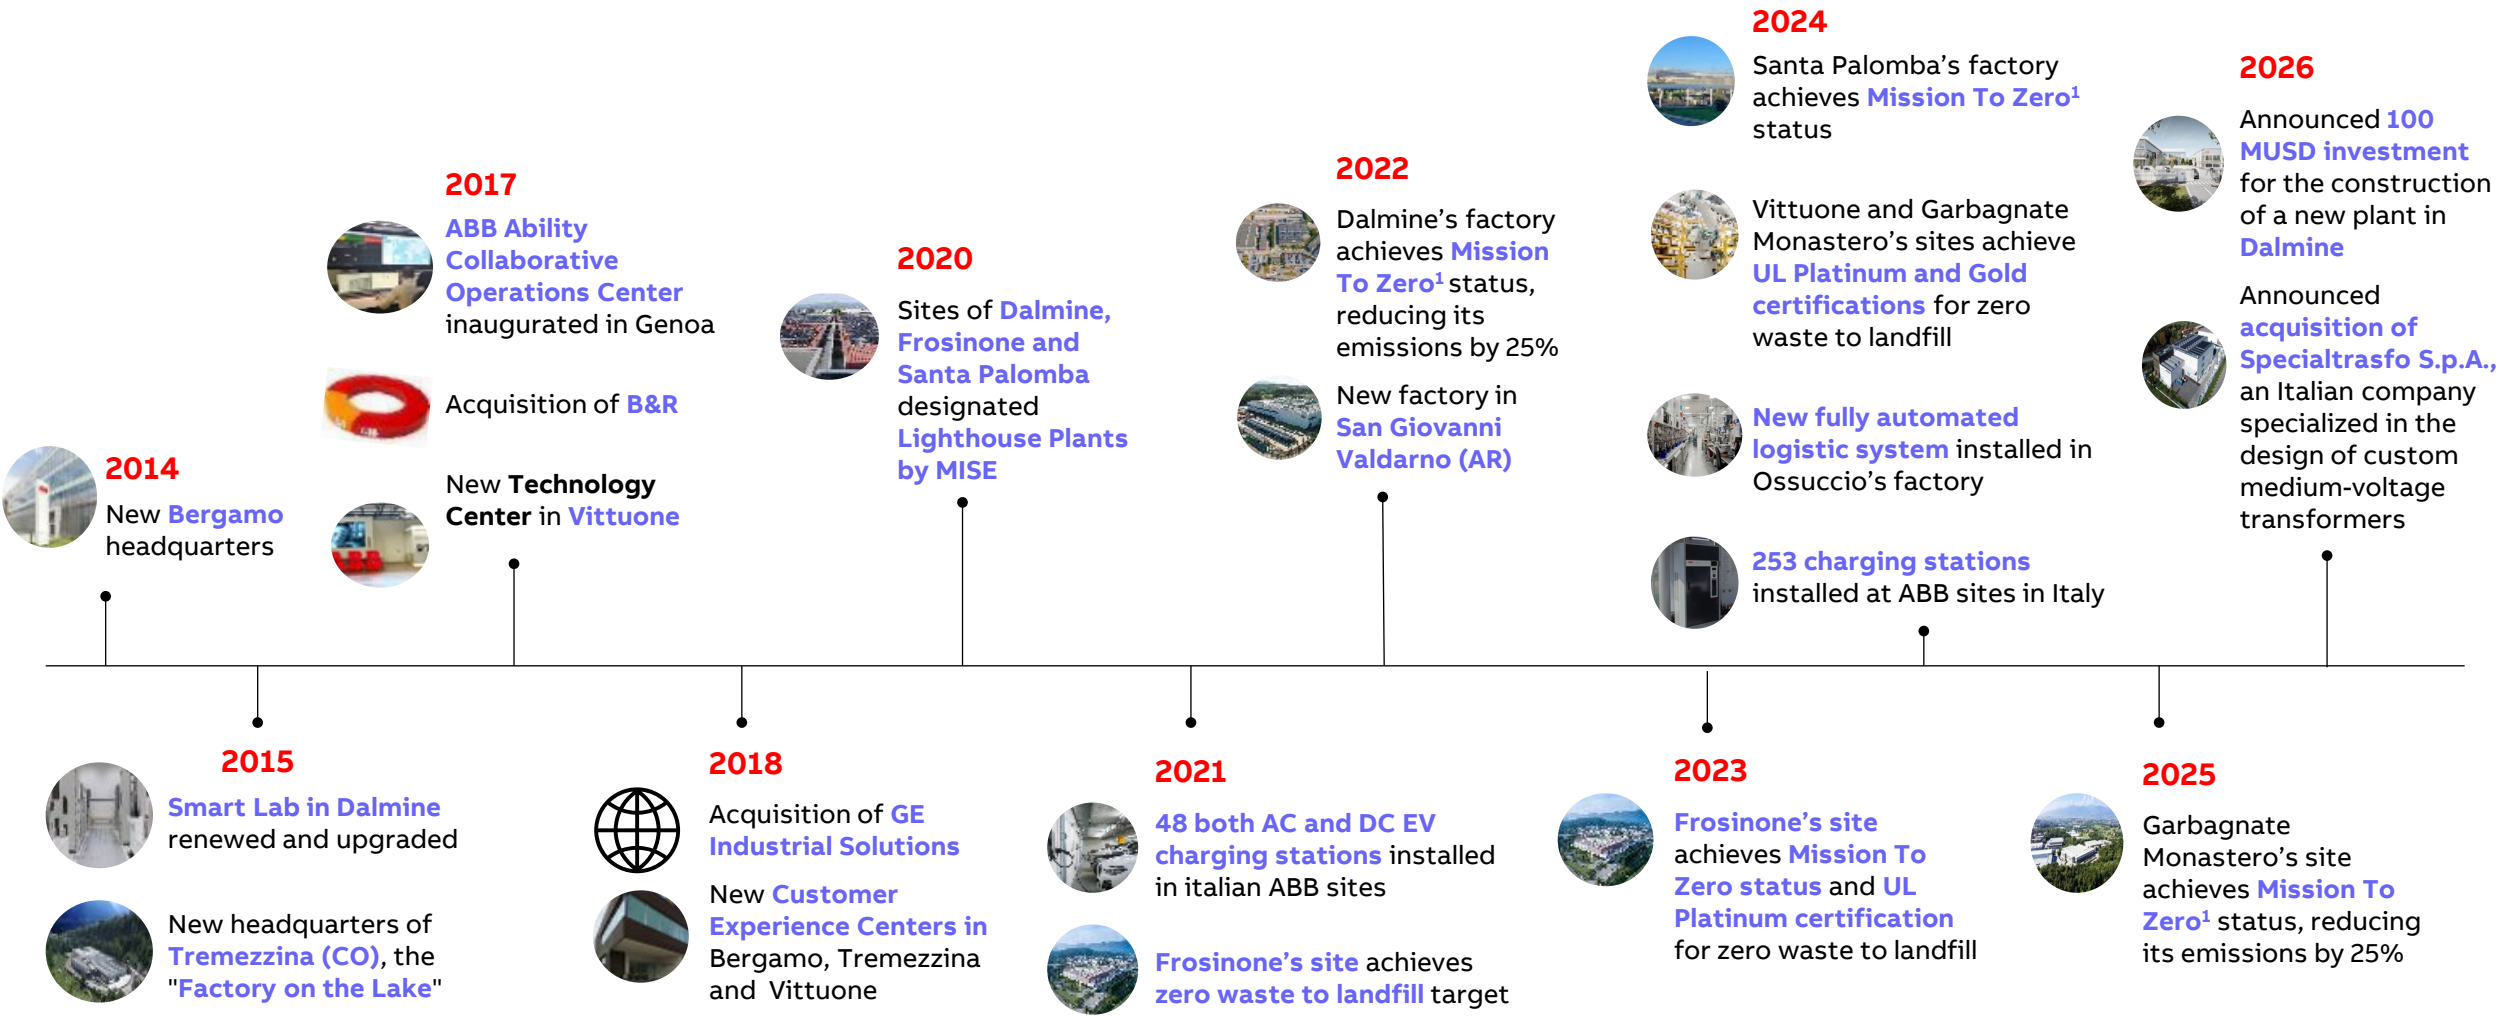 2014
New Bergamo
headquarters
2015
Smart Lab in Dalmine
renewed and upgraded
New headquarters of
Tremezzina (CO), the
"Factory on the Lake"
2017
ABB Ability
Collaborative
Operations Center
inaugurated in Genoa
Acquisition of B&R
New Technology
Center in Vittuone
2018
Acquisition of GE
Industrial Solutions
New Customer
Experience Centers in
Bergamo, Tremezzina
and Vittuone
2020
Sites of Dalmine,
Frosinone and
Santa Palomba
designated
Lighthouse Plants
by MISE
2021
48 both AC and DC EV
charging stations installed
in italian ABB sites
Frosinone's site achieves
zero waste to landfill target
2022
Dalmine's factory
achieves Mission
To Zero¹ status,
reducing its
emissions by 25%
New factory in
San Giovanni
Valdarno (AR)
2023
Frosinone's site
achieves Mission To
Zero status and UL
Platinum certification
for zero waste to landfill
2024
Santa Palomba's factory
achieves Mission To Zero¹
status
Vittuone and Garbagnate
Monastero's sites achieve
UL Platinum and Gold
certifications for zero
waste to landfill
New fully automated
logistic system installed in
Ossuccio's factory
253 charging stations
installed at ABB sites in Italy
2025
Garbagnate
Monastero's site
achieves Mission To
Zero¹ status, reducing
its emissions by 25%
2026
Announced 100
MUSD investment
for the construction
of a new plant in
Dalmine
Announced
acquisition of
Specialtrasfo S.p.A.,
an Italian company
specialized in the
design of custom
medium-voltage
transformers